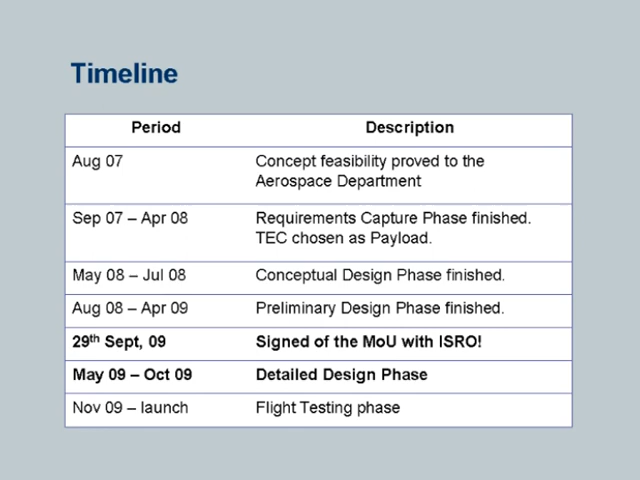 Timeline
Period Description
Aug 07 Concept feasibility proved to the
Aerospace Department
Sep 07 – Apr 08 Requirements Capture Phase finished.
TEC chosen as Payload.
May 08 – Jul 08 Conceptual Design Phase finished.
Aug 08 – Apr 09 Preliminary Design Phase finished.
29th Sept, 09 Signed of the MoU with ISRO!
May 09 – Oct 09 Detailed Design Phase
Nov 09 – launch Flight Testing phase